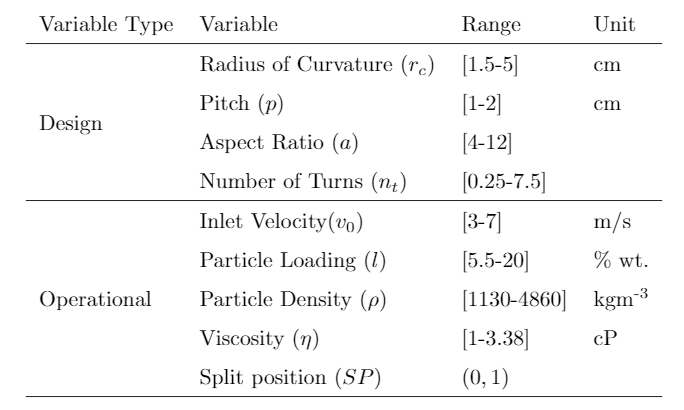 Variable Type Variable Range Unit
Radius of Curvature (r_c) [1.5-5] cm
Pitch (p) [1-2] cm
Design
Aspect Ratio (a) [4-12]
Number of Turns (n_t) [0.25-7.5]
Inlet Velocity(v_0) [3-7] m/s
Particle Loading (l) [5.5-20] % wt.
Operational Particle Density (ρ) [1130-4860] kgm⁻³
Viscosity (η) [1-3.38] cP
Split position (SP) (0, 1)